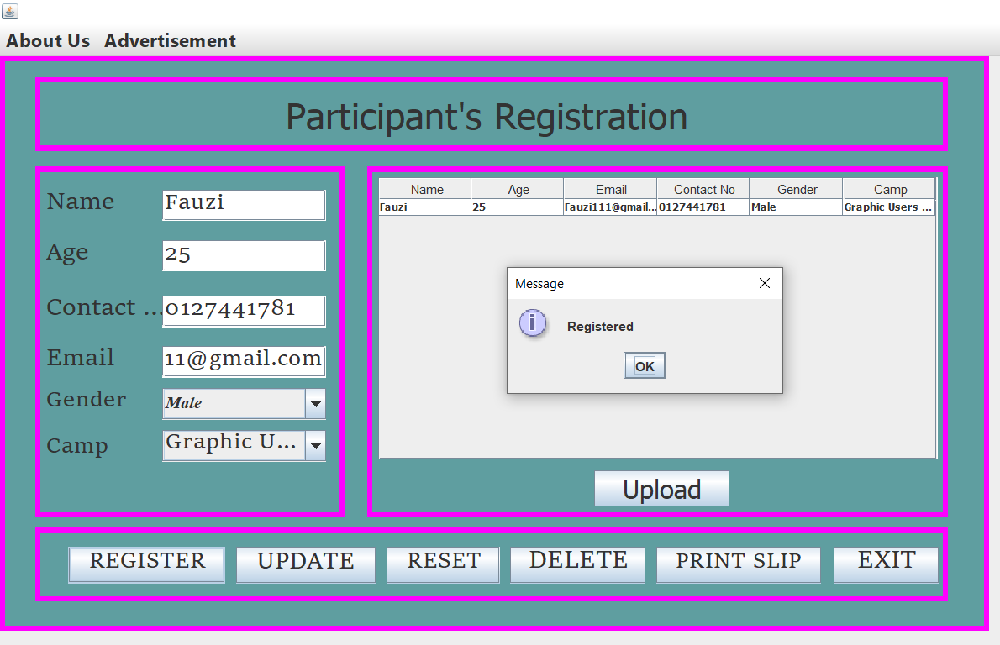 About Us Advertisement
Participant's Registration
Name Fauzi
Age 25
Contact ... 0127441781
Email 11@gmail.com
Gender Male
Camp Graphic U...
Name Age Email Contact No Gender Camp
Fauzi 25 Fauzi111@gmail... 0127441781 Male Graphic Users ...
Message
Registered
OK
Upload
REGISTER UPDATE RESET DELETE PRINT SLIP EXIT